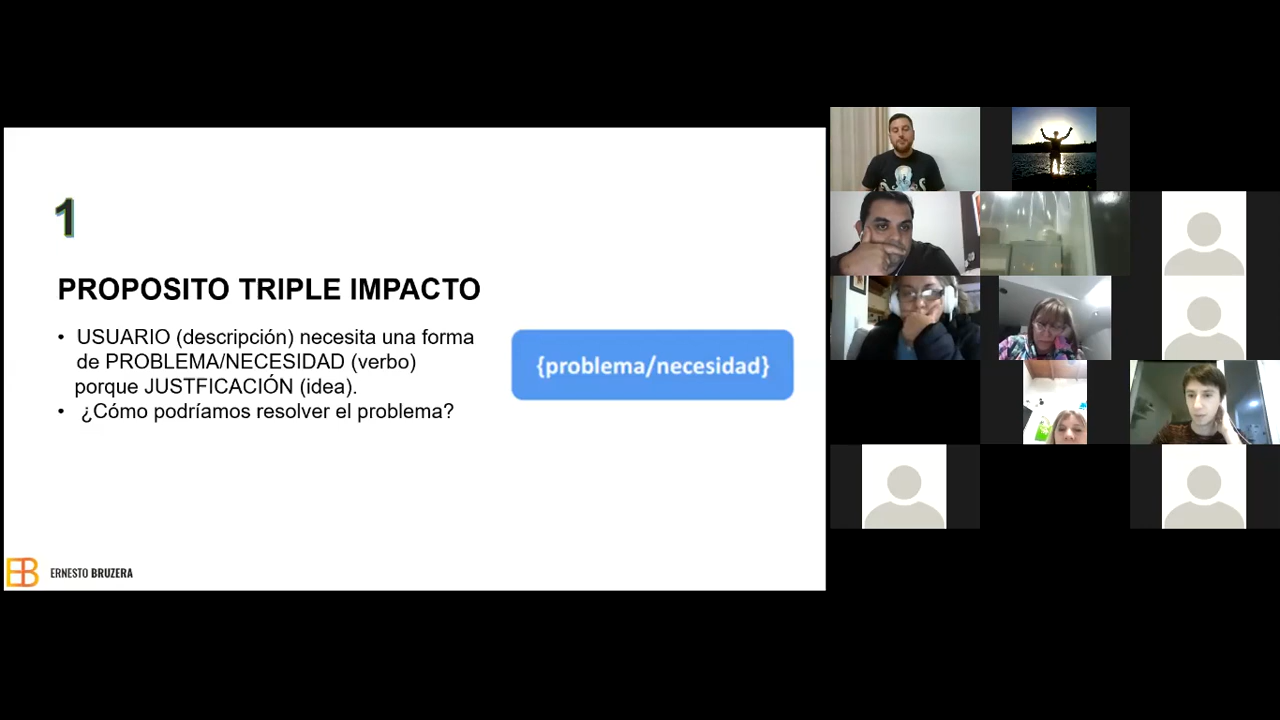 1
PROPOSITO TRIPLE IMPACTO
• USUARIO (descripción) necesita una forma
de PROBLEMA/NECESIDAD (verbo)
porque JUSTFICACIÓN (idea).
• ¿Cómo podríamos resolver el problema?
{problema/necesidad}
EB ERNESTO BRUZERA